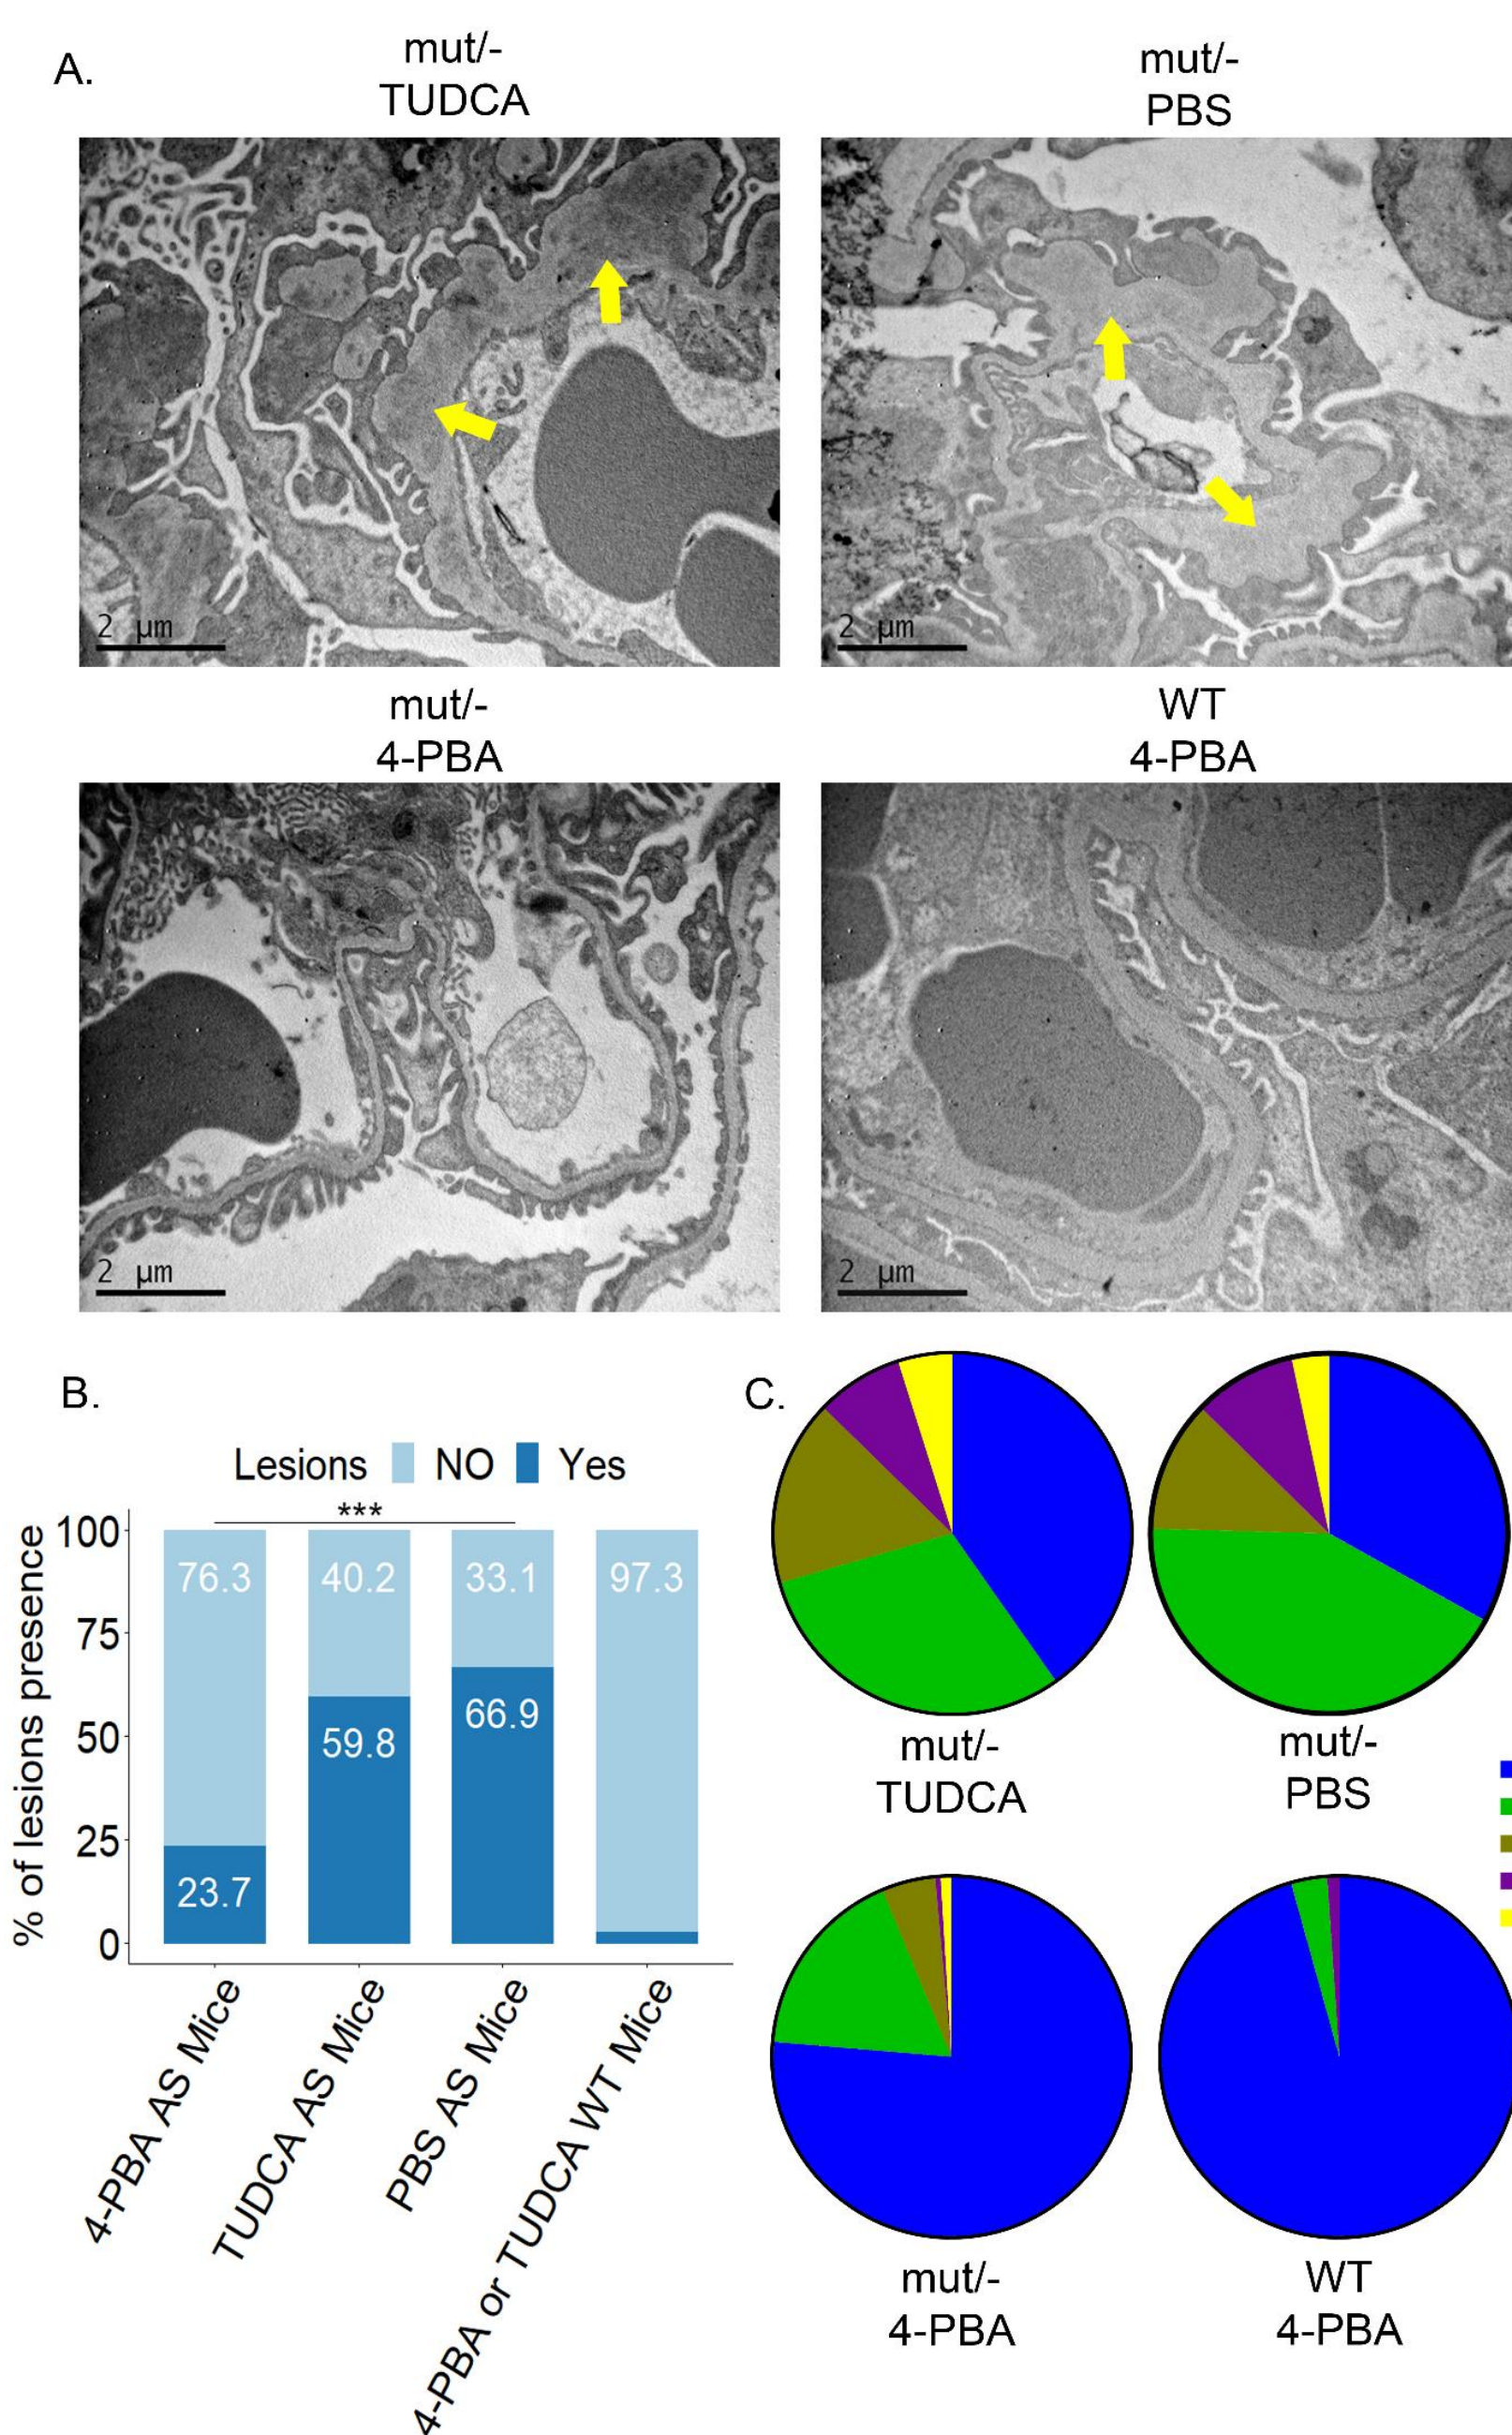 A.
mut/-
TUDCA
mut/-
PBS
2 µm
2 µm
mut/-
4-PBA
WT
4-PBA
2 µm
2 µm
B.
Lesions NO Yes
***
% of lesions presence
100
75
50
25
0
76.3
40.2
33.1
97.3
23.7
59.8
66.9
4-PBA AS Mice
TUDCA AS Mice
PBS AS Mice
4-PBA or TUDCA WT Mice
C.
mut/-
TUDCA
mut/-
PBS
mut/-
4-PBA
WT
4-PBA